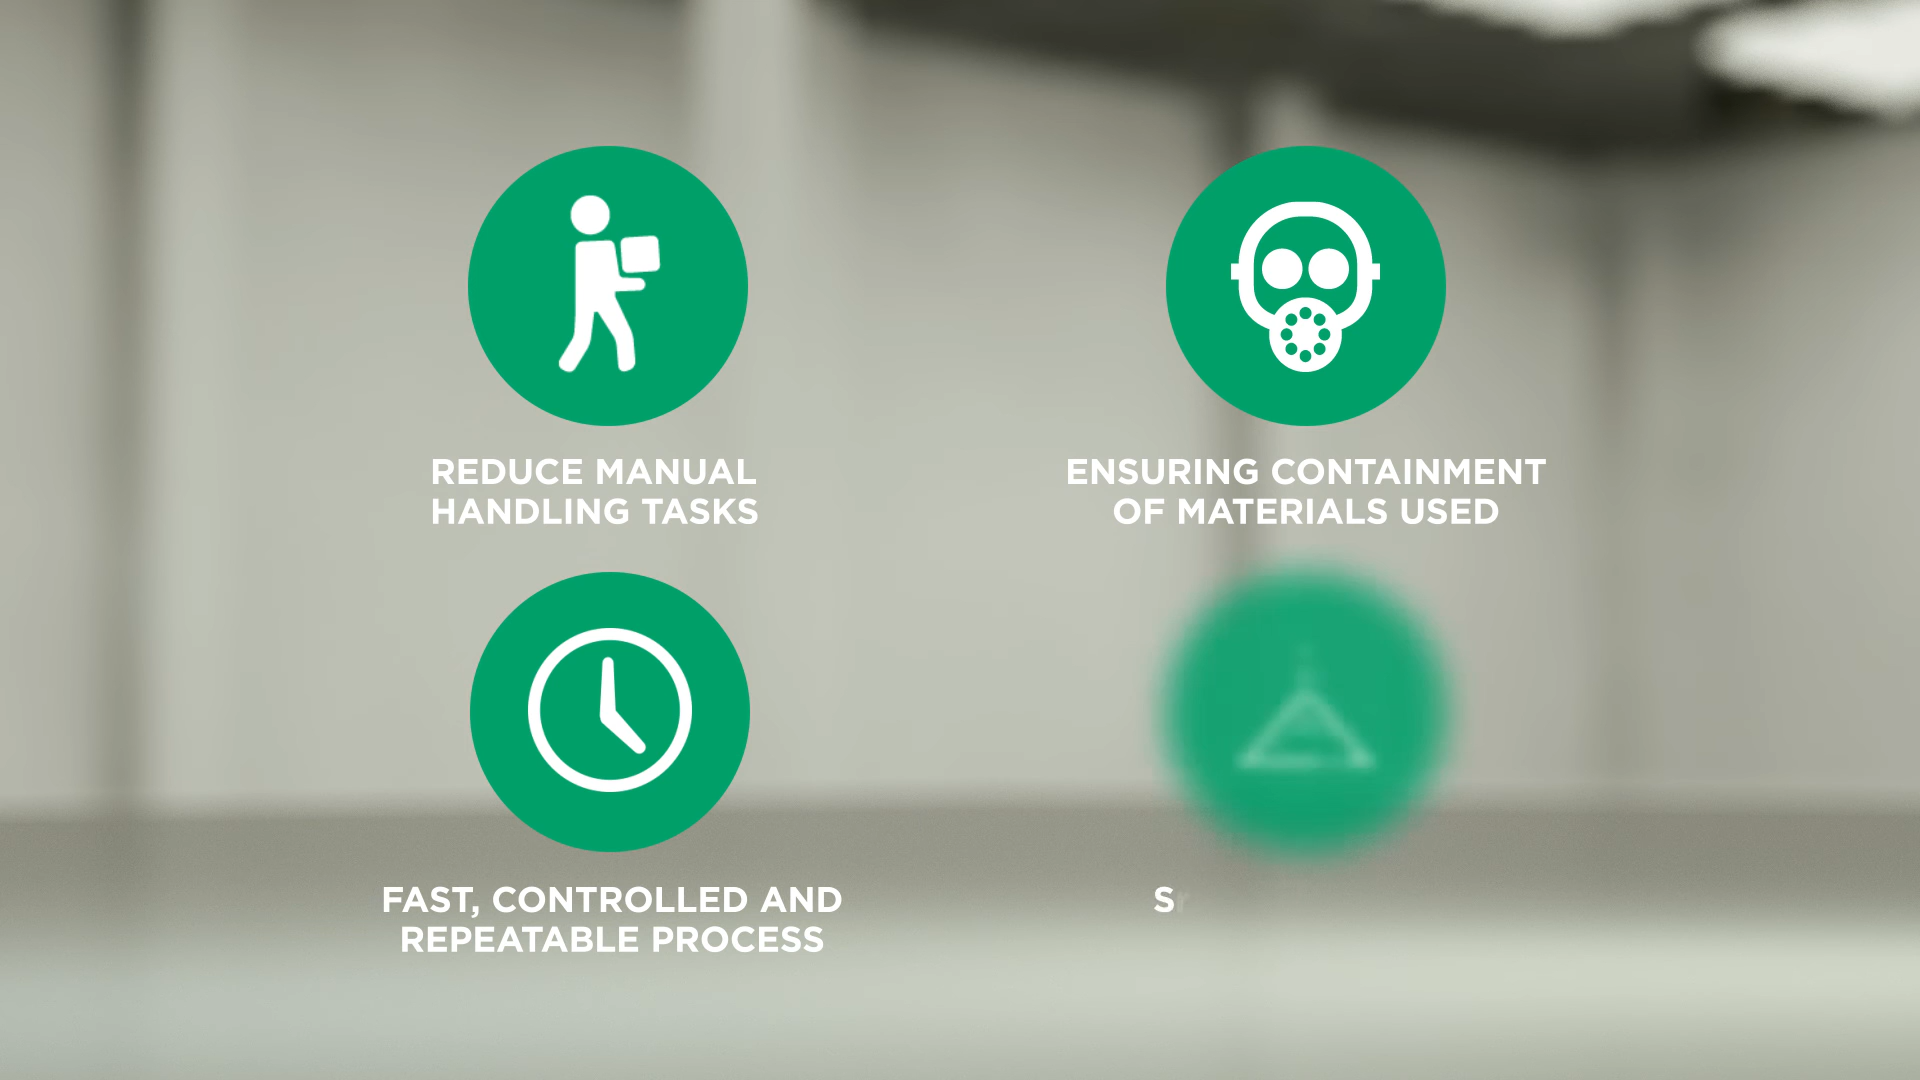 REDUCE MANUAL
HANDLING TASKS
ENSURING CONTAINMENT
OF MATERIALS USED
FAST, CONTROLLED AND
REPEATABLE PROCESS
S